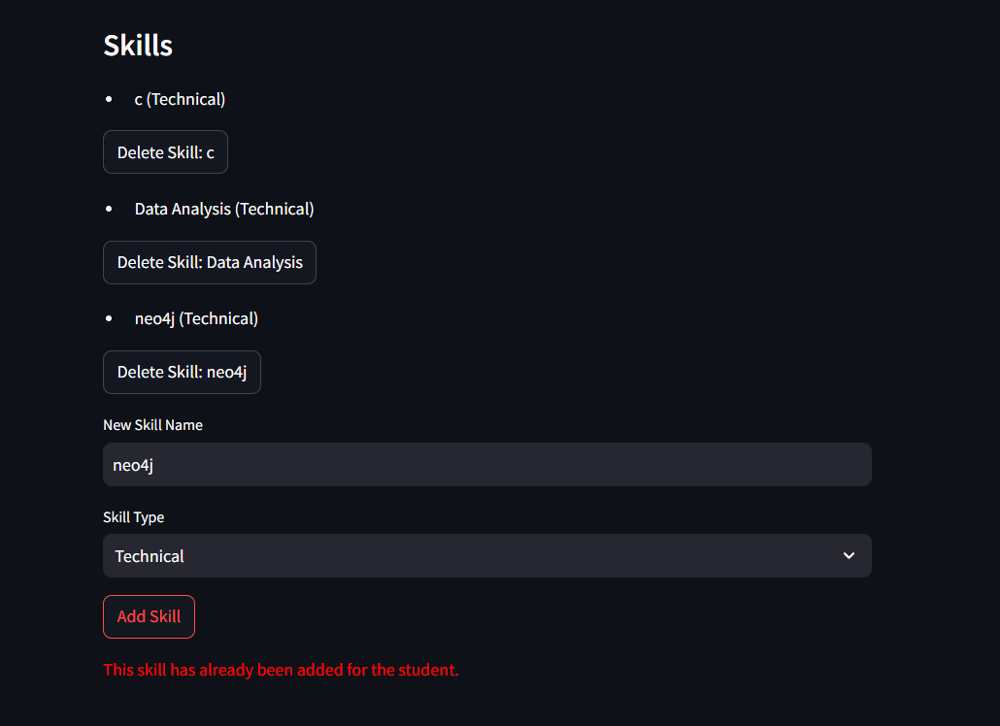 Skills
• c (Technical)
Delete Skill: c
• Data Analysis (Technical)
Delete Skill: Data Analysis
• neo4j (Technical)
Delete Skill: neo4j
New Skill Name
neo4j
Skill Type
Technical
Add Skill
This skill has already been added for the student.